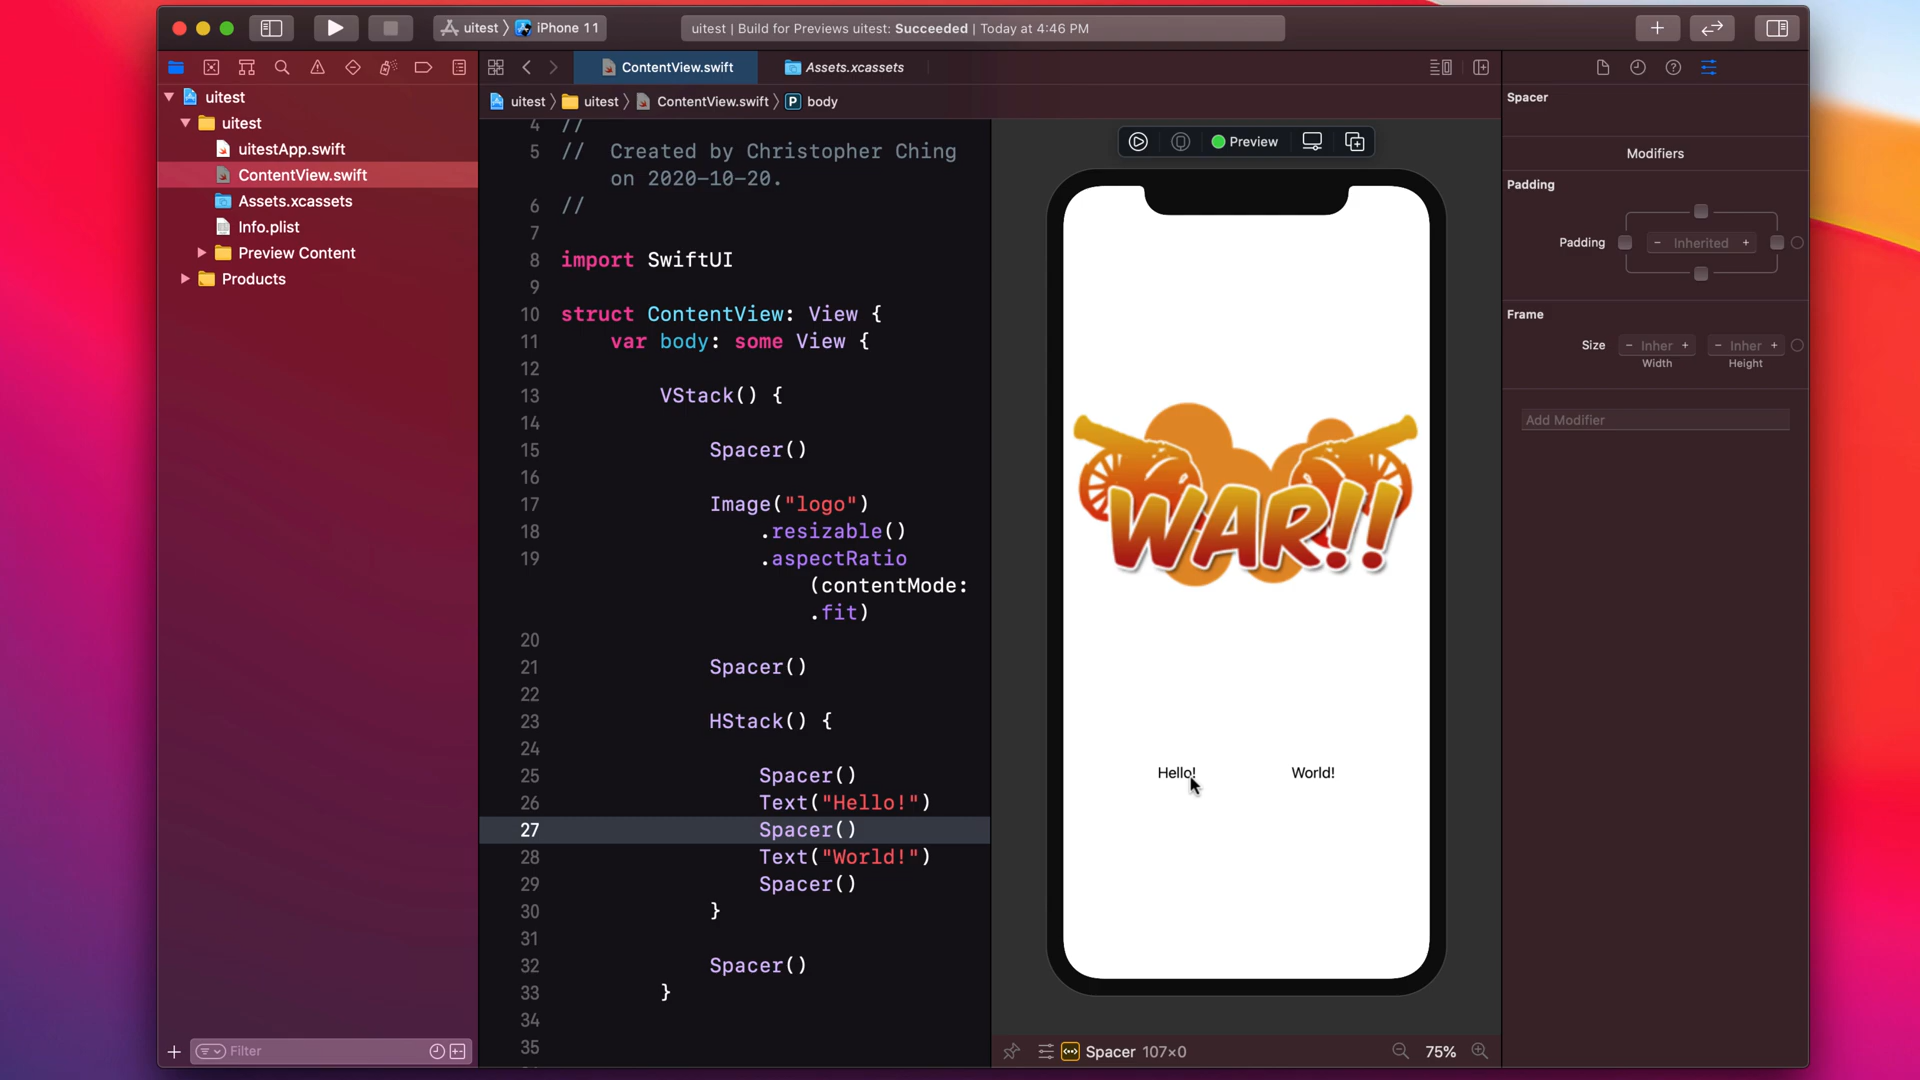 uitest › iPhone 11
uitest | Build for Previews uitest: Succeeded | Today at 4:46 PM
ContentView.swift
Assets.xcassets
uitest › uitest › ContentView.swift › P body
uitest
uitest
uitestApp.swift
ContentView.swift
Assets.xcassets
Info.plist
Preview Content
Products
Filter
4 //
5 // Created by Christopher Ching
on 2020-10-20.
6 //
7
8 import SwiftUI
9
10 struct ContentView: View {
11 var body: some View {
12
13 VStack() {
14
15 Spacer()
16
17 Image("logo")
18 .resizable()
19 .aspectRatio
(contentMode:
.fit)
20
21 Spacer()
22
23 HStack() {
24
25 Spacer()
26 Text("Hello!")
27 Spacer()
28 Text("World!")
29 Spacer()
30 }
31
32 Spacer()
33 }
34
35
Preview
WAR!!
Hello! World!
Spacer 107×0
75%
Spacer
Modifiers
Padding
Padding - Inherited +
Frame
Size - Inher + - Inher +
Width Height
Add Modifier